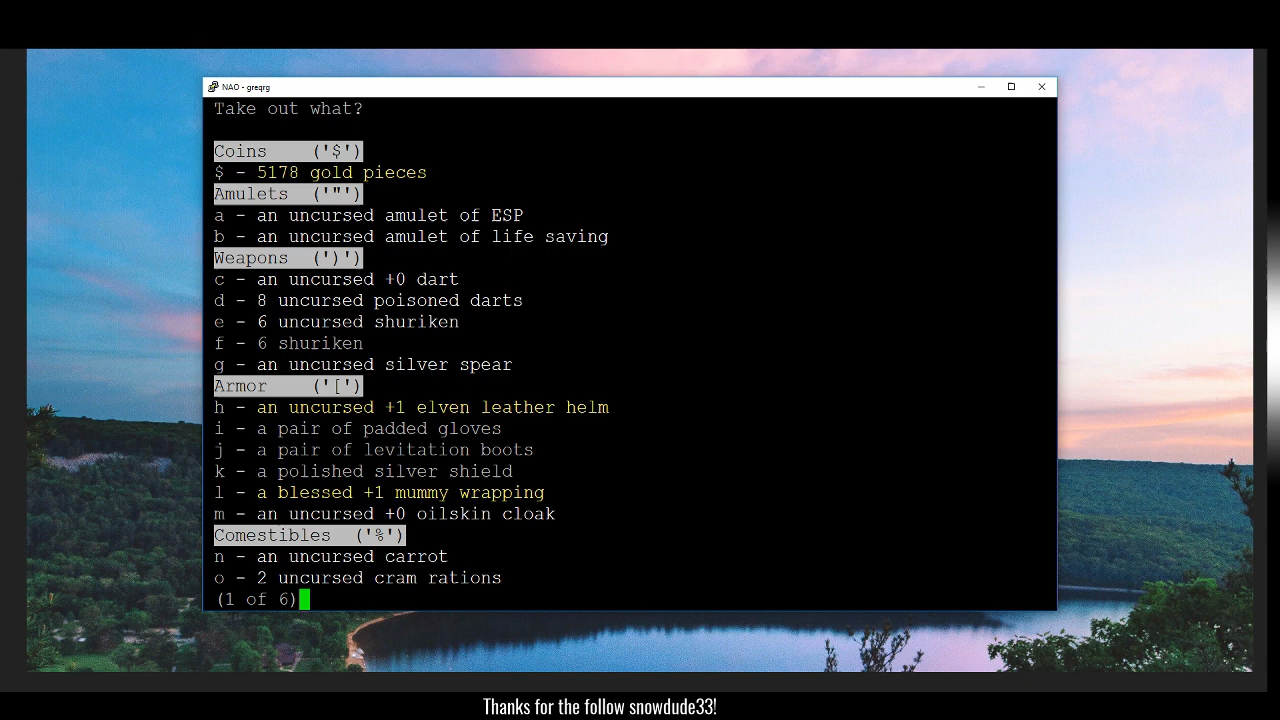 NAO - greqrg
Take out what?
Coins    ('$')
$ - 5178 gold pieces
Amulets  ('"')
a - an uncursed amulet of ESP
b - an uncursed amulet of life saving
Weapons  (')')
c - an uncursed +0 dart
d - 8 uncursed poisoned darts
e - 6 uncursed shuriken
f - 6 shuriken
g - an uncursed silver spear
Armor    ('[')
h - an uncursed +1 elven leather helm
i - a pair of padded gloves
j - a pair of levitation boots
k - a polished silver shield
l - a blessed +1 mummy wrapping
m - an uncursed +0 oilskin cloak
Comestibles  ('%')
n - an uncursed carrot
o - 2 uncursed cram rations
(1 of 6)
Thanks for the follow snowdude33!